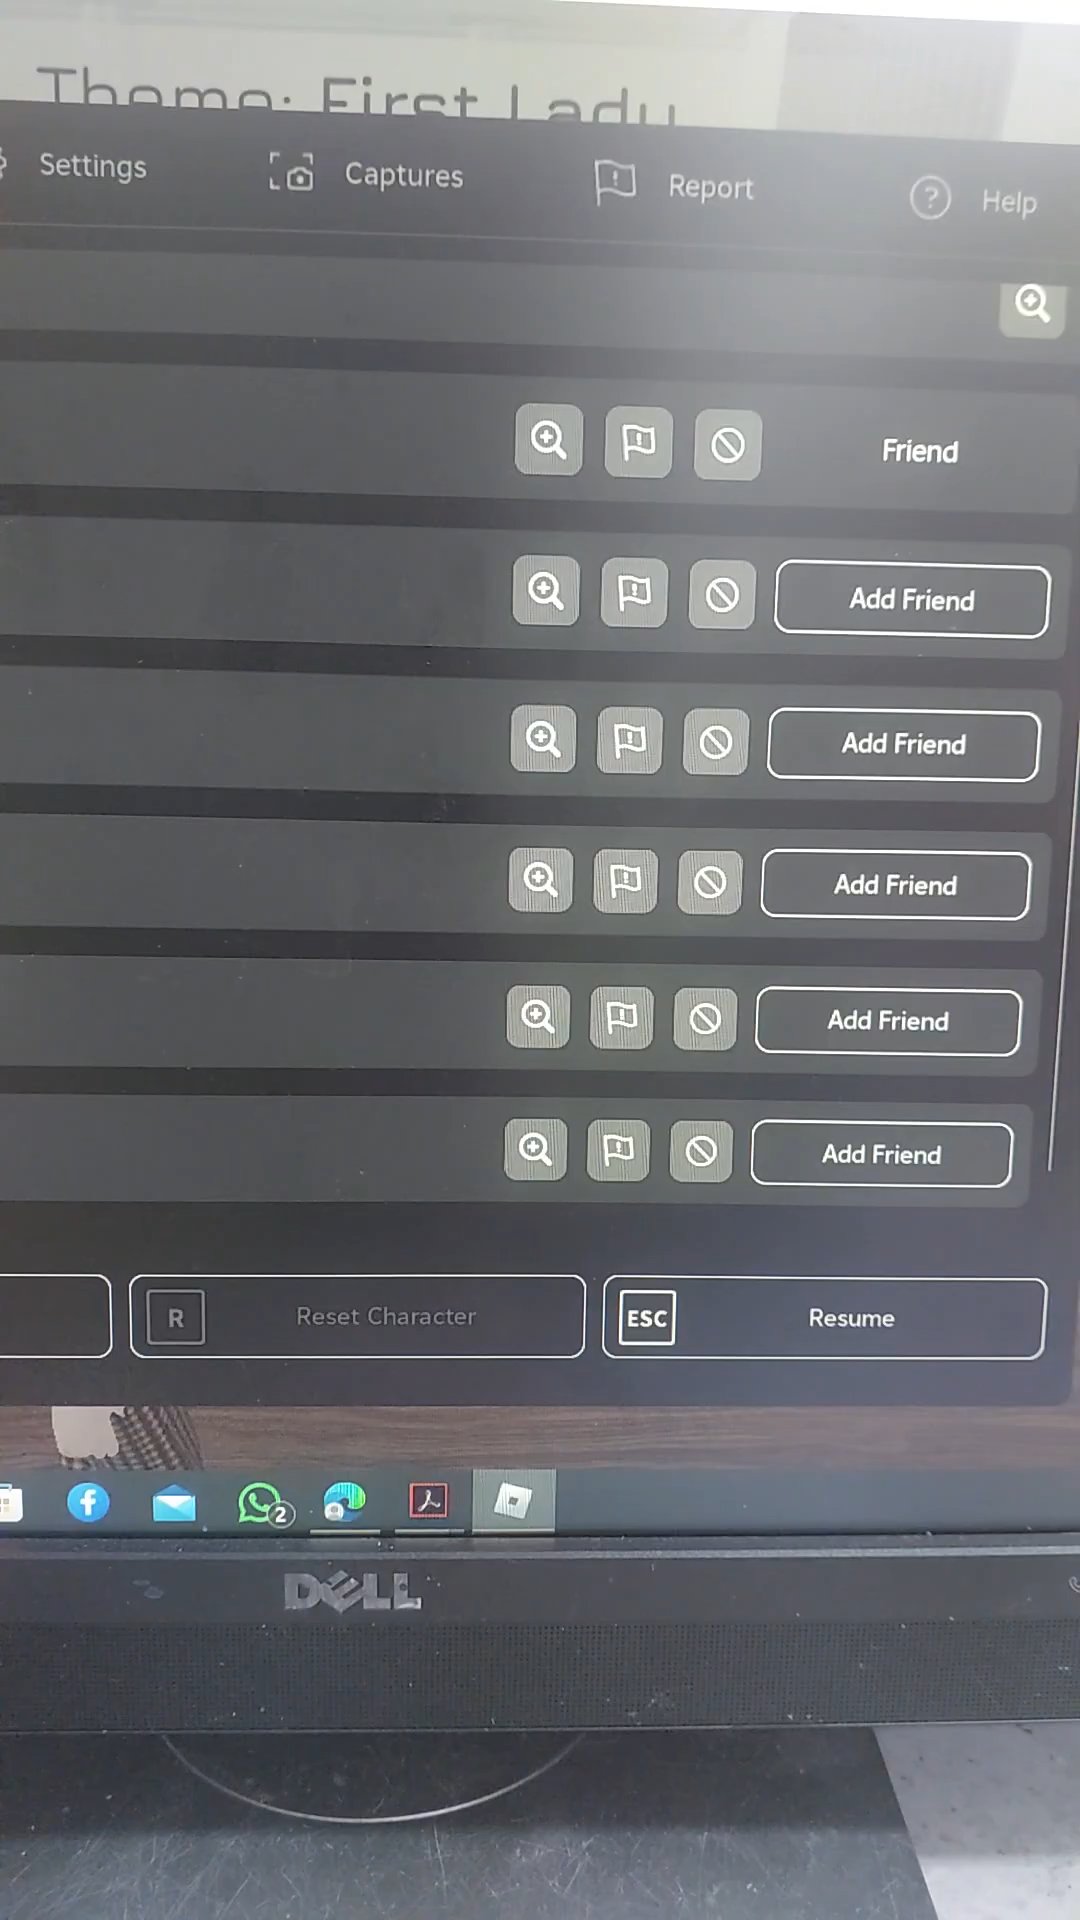 Theme: First Lady
Settings
Captures
Report
? Help
Friend
Add Friend
Add Friend
Add Friend
Add Friend
Add Friend
R Reset Character
ESC Resume
2
DELL